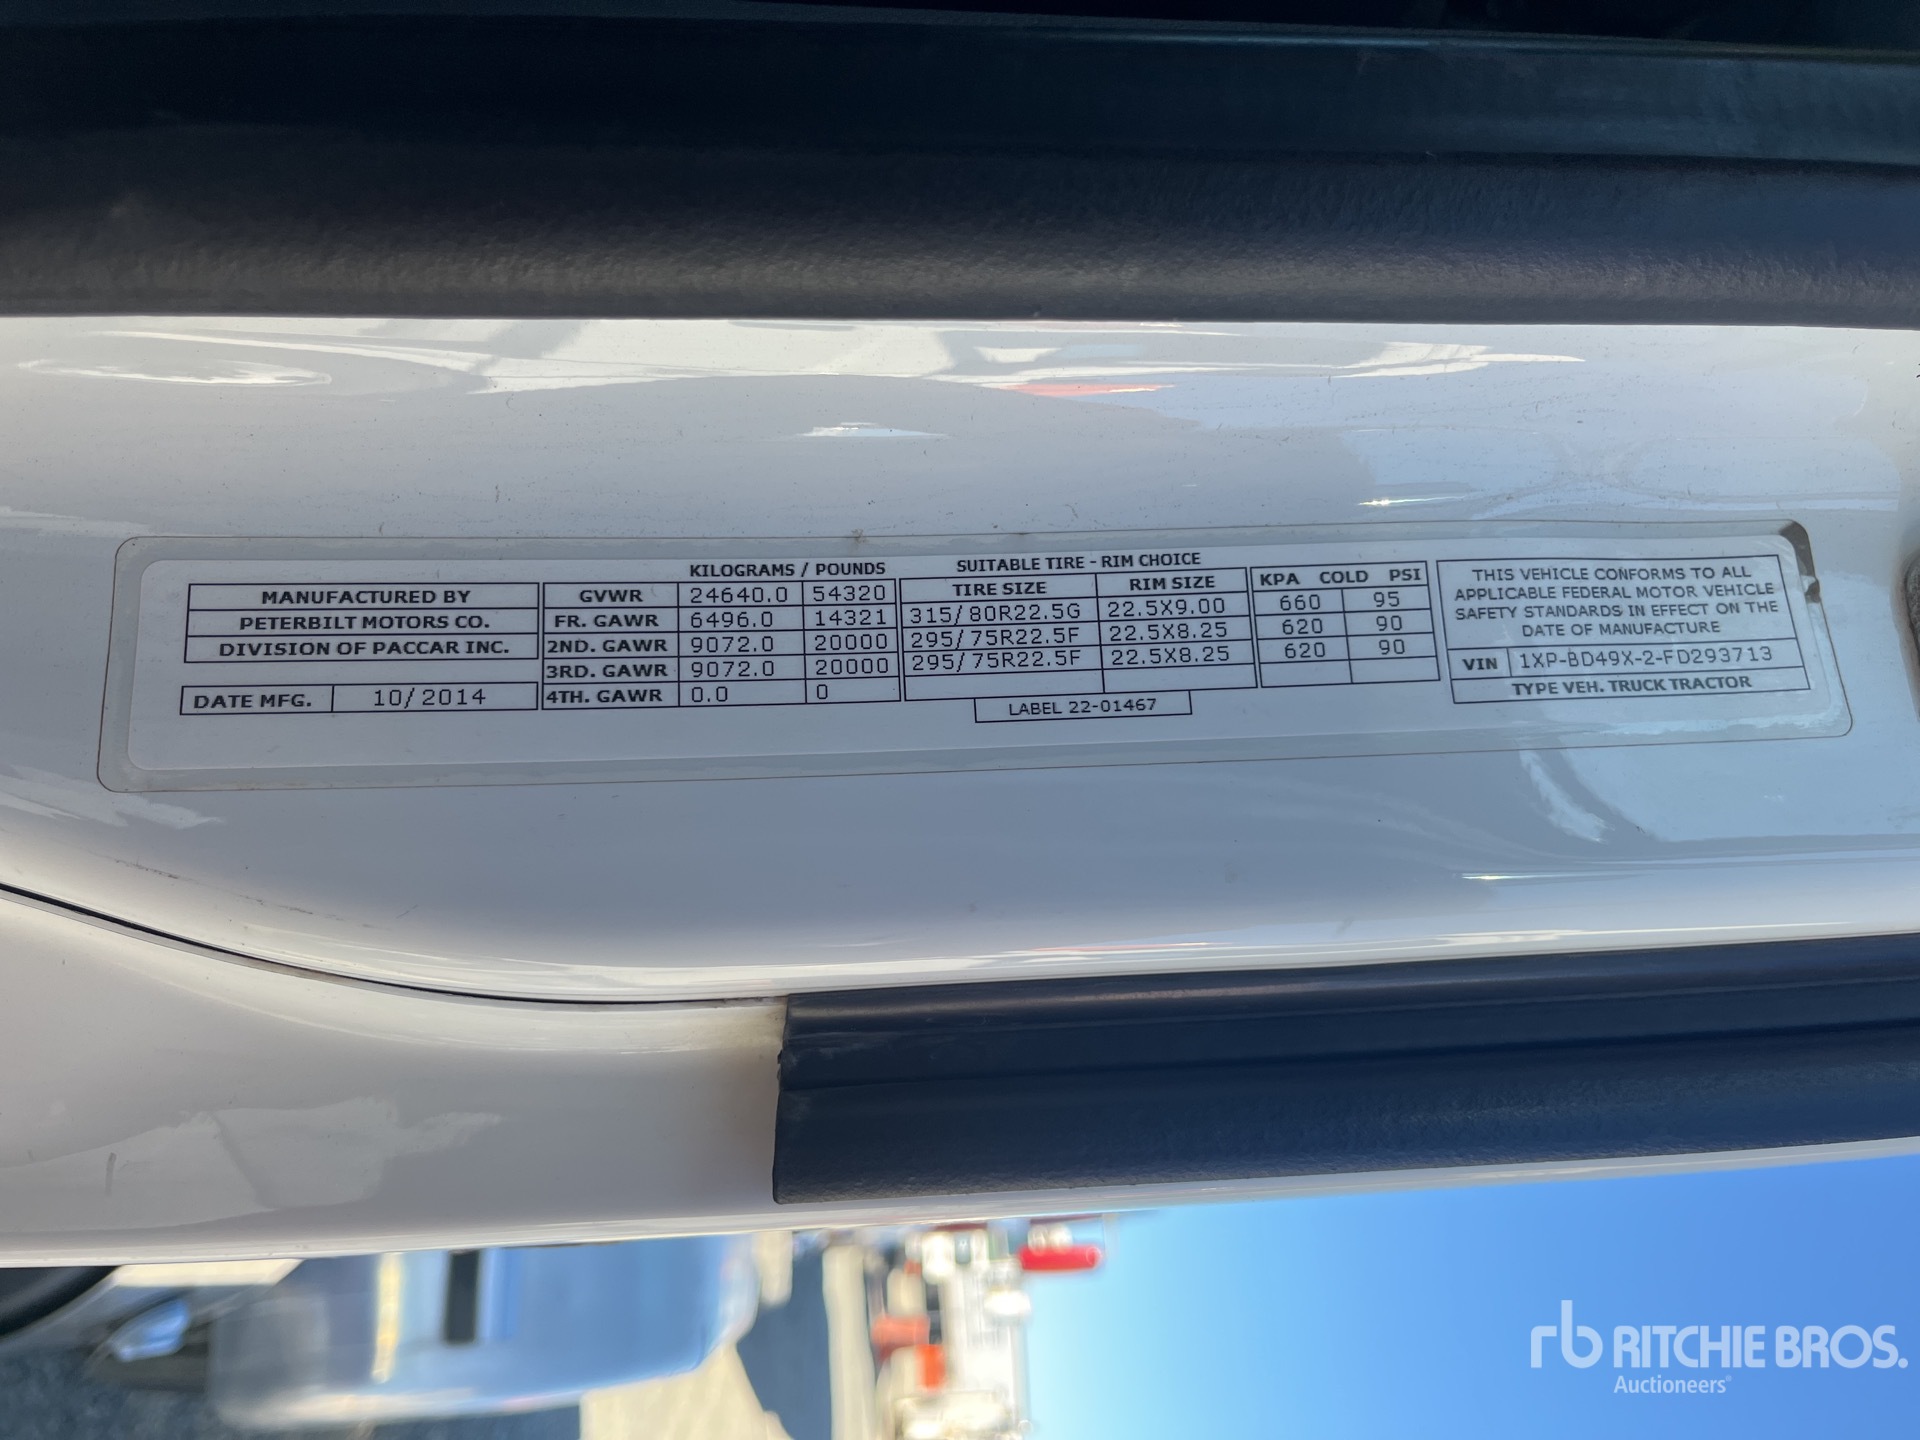 MANUFACTURED BY
PETERBILT MOTORS CO.
DIVISION OF PACCAR INC.
DATE MFG. 10/2014
KILOGRAMS / POUNDS
GVWR 24640.0 54320
FR. GAWR 6496.0 14321
2ND. GAWR 9072.0 20000
3RD. GAWR 9072.0 20000
4TH. GAWR 0.0 0
SUITABLE TIRE - RIM CHOICE
TIRE SIZE RIM SIZE
315/80R22.5G 22.5X9.00
295/75R22.5F 22.5X8.25
295/75R22.5F 22.5X8.25
LABEL 22-01467
KPA COLD PSI
660 95
620 90
620 90
THIS VEHICLE CONFORMS TO ALL
APPLICABLE FEDERAL MOTOR VEHICLE
SAFETY STANDARDS IN EFFECT ON THE
DATE OF MANUFACTURE
VIN 1XP-BD49X-2-FD293713
TYPE VEH. TRUCK TRACTOR
rb RITCHIE BROS.
Auctioneers